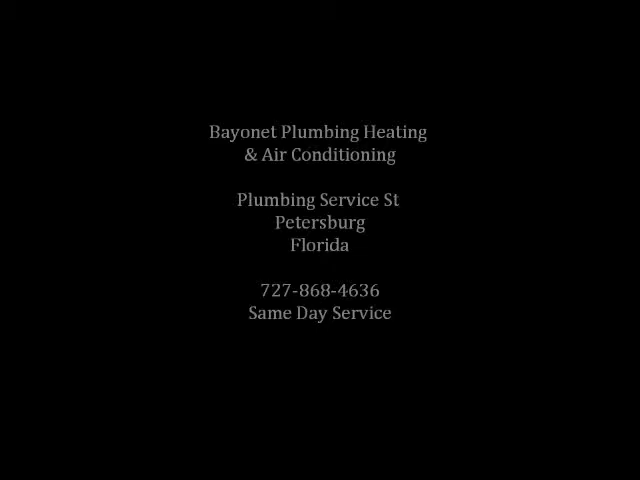 Bayonet Plumbing Heating
& Air Conditioning
Plumbing Service St
Petersburg
Florida
727-868-4636
Same Day Service